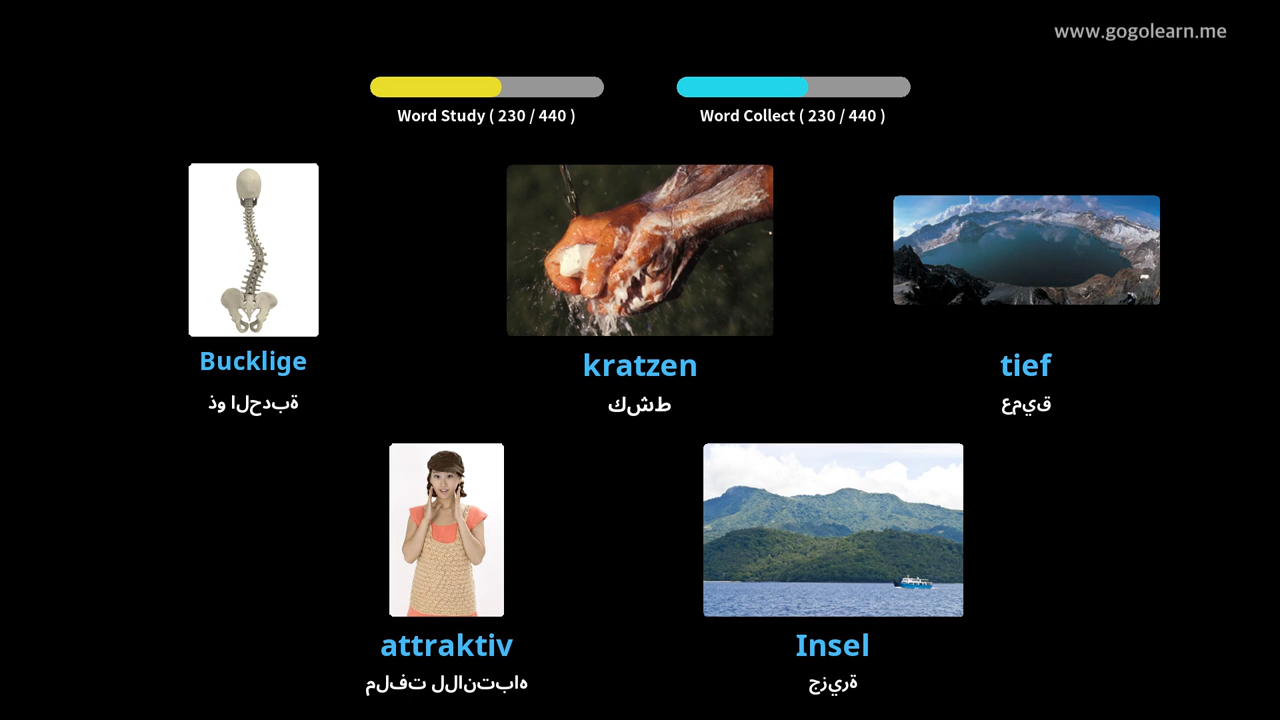 www.gogolearn.me
Word Study ( 230 / 440 )
Word Collect ( 230 / 440 )
Bucklige
ذو الحدبة
kratzen
كشط
tief
عميق
attraktiv
ملفت للانتباه
Insel
جزيرة